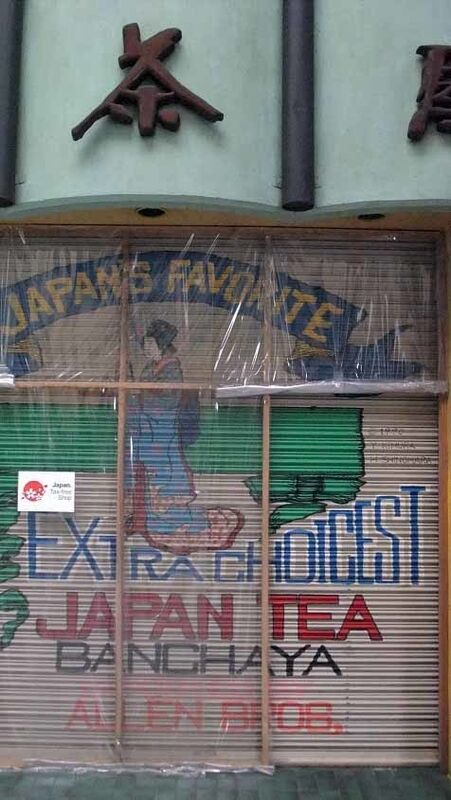 茶
JAPAN'S FAVORITE
Japan.
Tax-free
Shop
EXTRA CHOICEST
JAPAN TEA
BANCHAYA
ALLEN BROS.